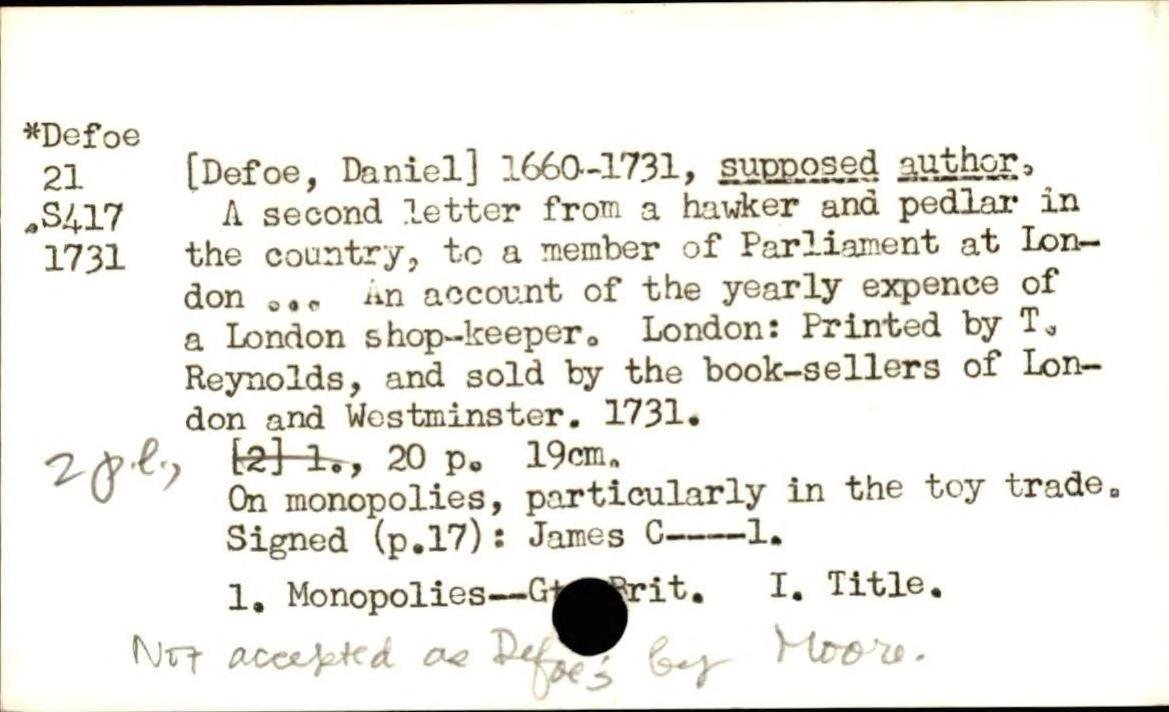 *Defoe
21
.S417
1731
[Defoe, Daniel] 1660-1731, supposed author.
A second letter from a hawker and pedlar in
the country, to a member of Parliament at Lon-
don ... An account of the yearly expence of
a London shop-keeper. London: Printed by T.
Reynolds, and sold by the book-sellers of Lon-
don and Westminster. 1731.
2 p.l., [2] l., 20 p. 19cm.
On monopolies, particularly in the toy trade.
Signed (p.17): James C----l.
1. Monopolies--Gt. Brit. I. Title.
Not accepted as Defoe's by Moore.